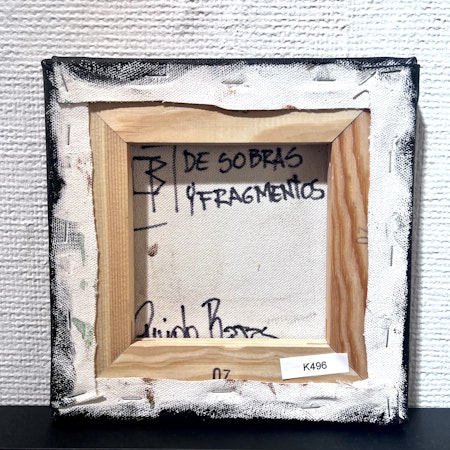 DE SOBRAS
Y FRAGMENTOS
07
K496